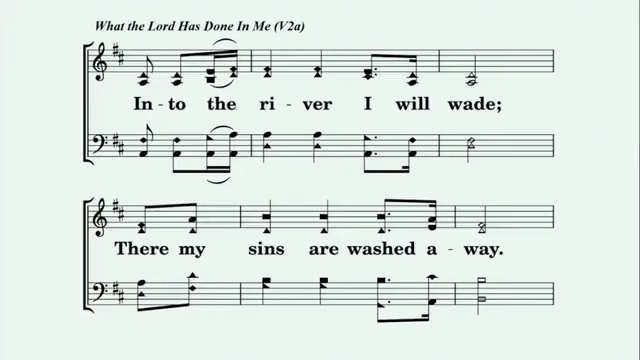 What the Lord Has Done In Me (V2a)
In - to the ri - ver I will wade;
There my sins are washed a - way.